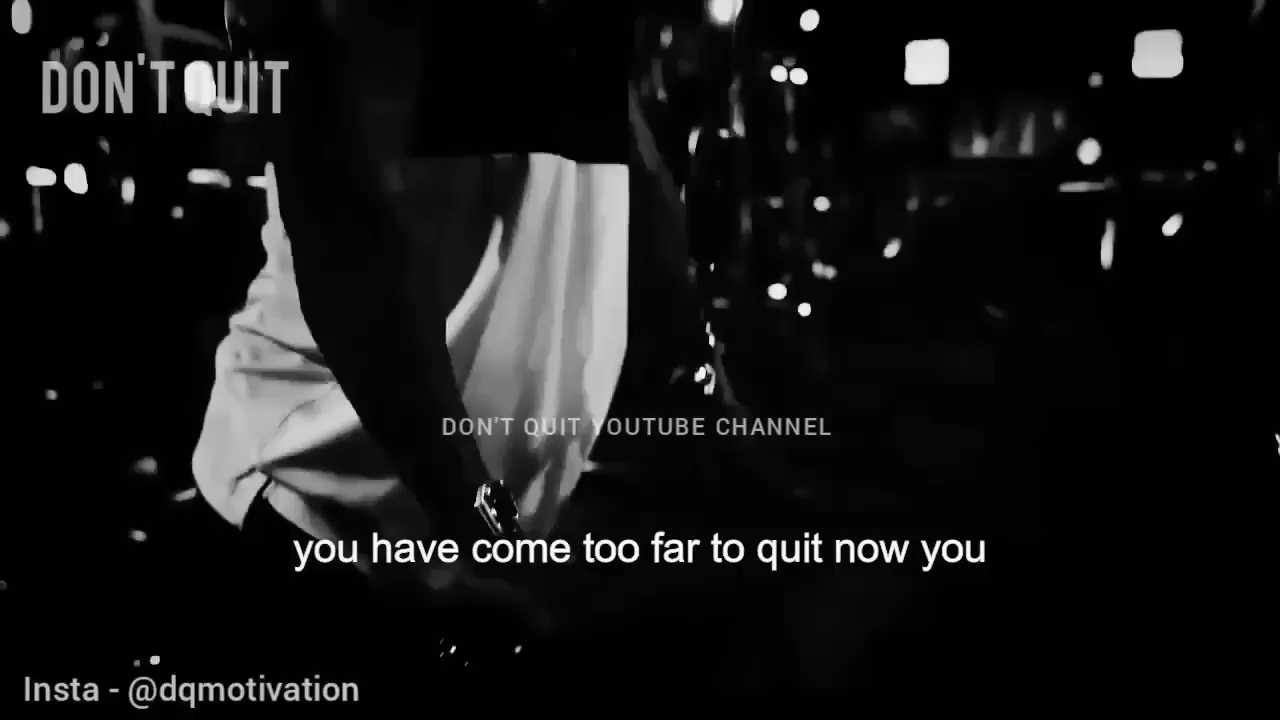 DON'T QUIT
DON'T QUIT YOUTUBE CHANNEL
you have come too far to quit now you
Insta - @dqmotivation